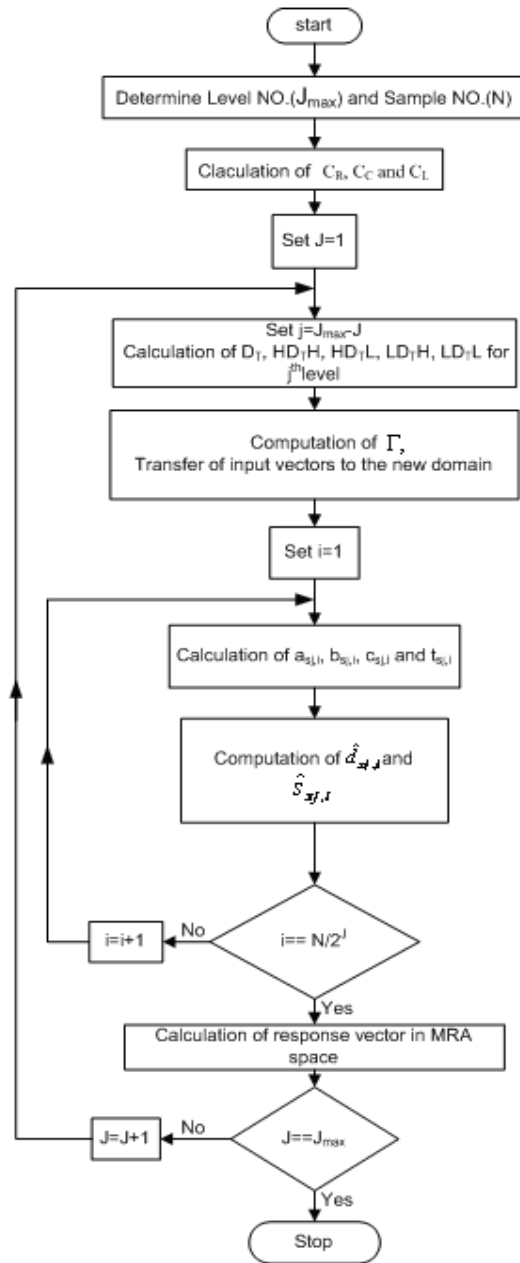 start
Determine Level NO.(Jmax) and Sample NO.(N)
Claculation of CR, CC and CL
Set J=1
Set j=Jmax-J
Calculation of DT, HDTH, HDTL, LDTH, LDTL for
jth level
Computation of Γ,
Transfer of input vectors to the new domain
Set i=1
Calculation of asj,i, bsj,i, csj,i and tsj,i
Computation of d̂ and
Ŝ
i== N/2^J
No
i=i+1
Yes
Calculation of response vector in MRA
space
J==Jmax
No
J=J+1
Yes
Stop